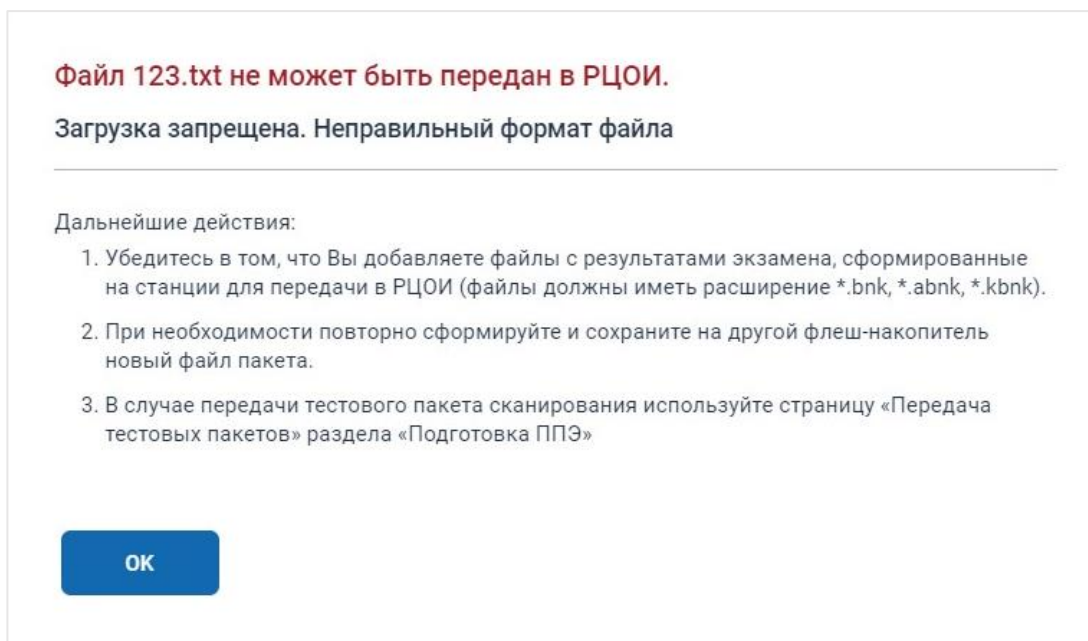 Файл 123.txt не может быть передан в РЦОИ.
Загрузка запрещена. Неправильный формат файла
Дальнейшие действия:
1. Убедитесь в том, что Вы добавляете файлы с результатами экзамена, сформированные
на станции для передачи в РЦОИ (файлы должны иметь расширение *.bnk, *.abnk, *.kbnk).
2. При необходимости повторно сформируйте и сохраните на другой флеш-накопитель
новый файл пакета.
3. В случае передачи тестового пакета сканирования используйте страницу «Передача
тестовых пакетов» раздела «Подготовка ППЭ»
ОК